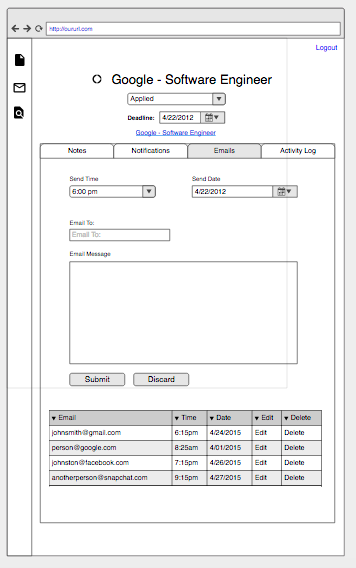 http://oururl.com
Logout
Google - Software Engineer
Applied
Deadline: 4/22/2012
Google - Software Engineer
Notes Notifications Emails Activity Log
Send Time Send Date
6:00 pm 4/22/2012
Email To:
Email To:
Email Message
Submit Discard
Email Time Date Edit Delete
johnsmith@gmail.com 6:15pm 4/24/2015 Edit Delete
person@google.com 8:25am 4/01/2015 Edit Delete
johnston@facebook.com 7:15pm 4/26/2015 Edit Delete
anotherperson@snapchat.com 9:15pm 4/27/2015 Edit Delete